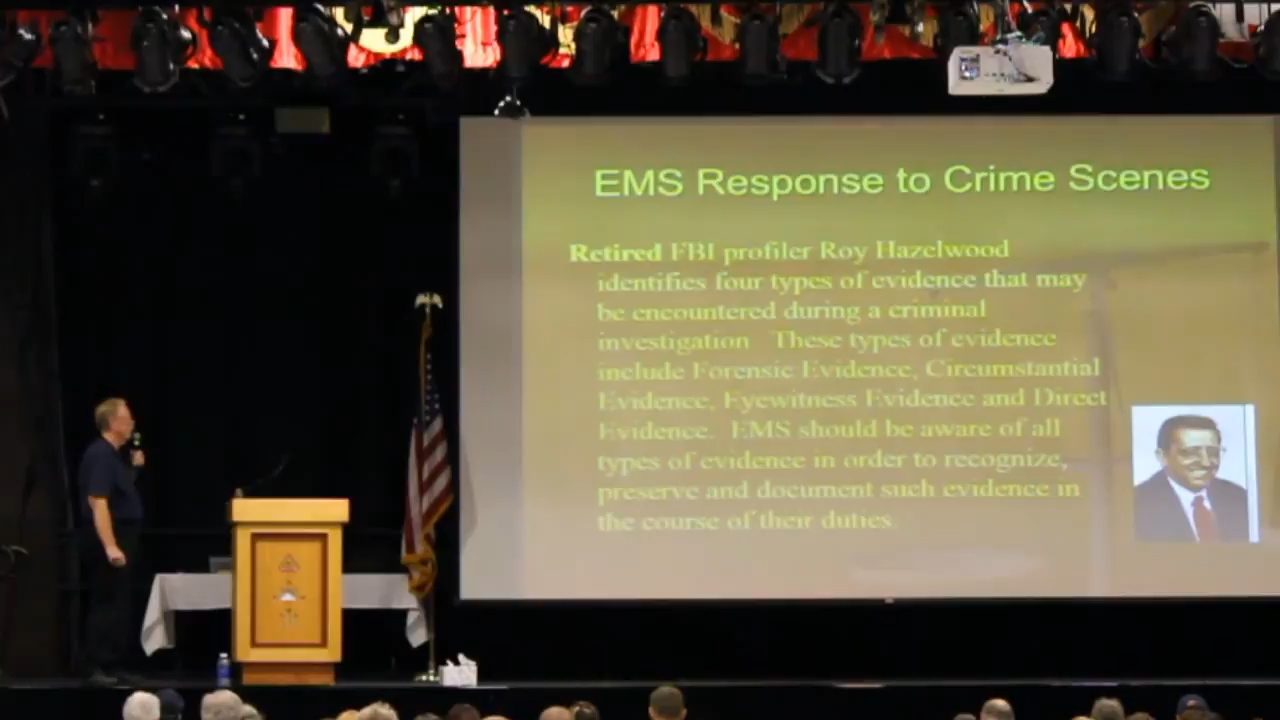 EMS Response to Crime Scenes
Retired FBI profiler Roy Hazelwood
identifies four types of evidence that may
be encountered during a criminal
investigation These types of evidence
include Forensic Evidence, Circumstantial
Evidence, Eyewitness Evidence and Direct
Evidence. EMS should be aware of all
types of evidence in order to recognize,
preserve and document such evidence in
the course of their duties.